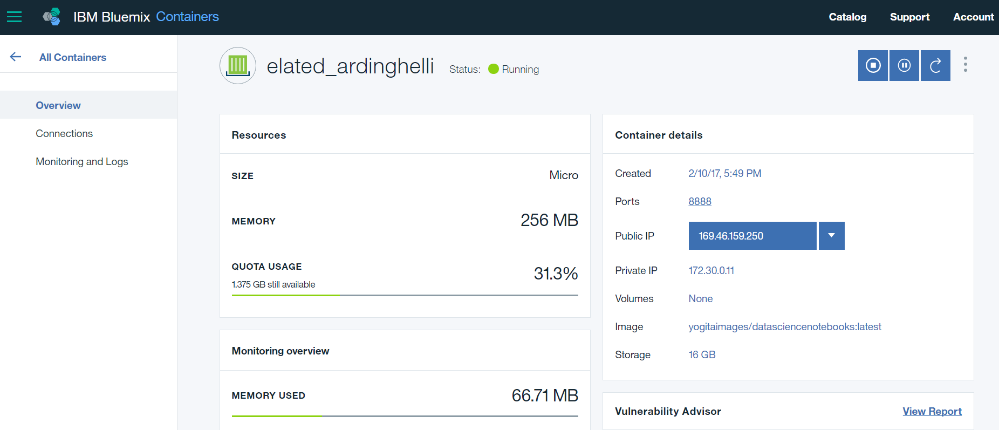 IBM Bluemix Containers
Catalog Support Account
All Containers
Overview
Connections
Monitoring and Logs
elated_ardinghelli Status: Running
Resources
SIZE Micro
MEMORY 256 MB
QUOTA USAGE 31.3%
1.375 GB still available
Monitoring overview
MEMORY USED 66.71 MB
Container details
Created 2/10/17, 5:49 PM
Ports 8888
Public IP 169.46.159.250
Private IP 172.30.0.11
Volumes None
Image yogitaimages/datasciencenotebooks:latest
Storage 16 GB
Vulnerability Advisor View Report